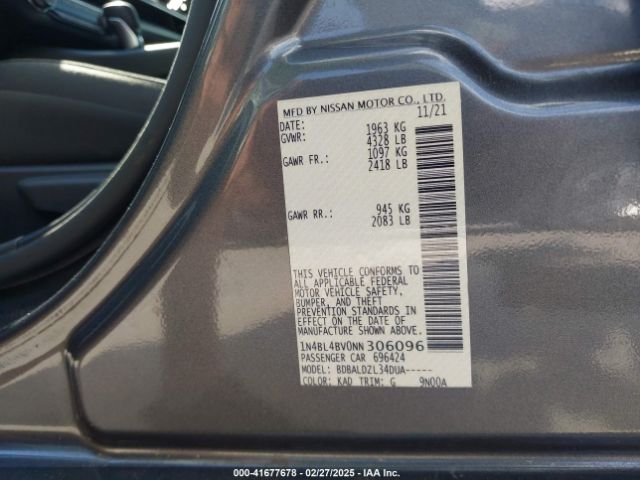 MFD BY NISSAN MOTOR CO., LTD.
DATE: 11/21
GVWR: 1963 KG
4328 LB
GAWR FR.: 1097 KG
2418 LB
GAWR RR.: 945 KG
2083 LB
THIS VEHICLE CONFORMS TO
ALL APPLICABLE FEDERAL
MOTOR VEHICLE SAFETY,
BUMPER, AND THEFT
PREVENTION STANDARDS
IN EFFECT ON THE DATE OF
MANUFACTURE SHOWN ABOVE.
1N4BL4BV0NN306096
PASSENGER CAR 696424
MODEL: BDBALDZL34DUA-----
COLOR: KAD TRIM: G 9N00A
000-41677678 - 02/27/2025 - IAA Inc.